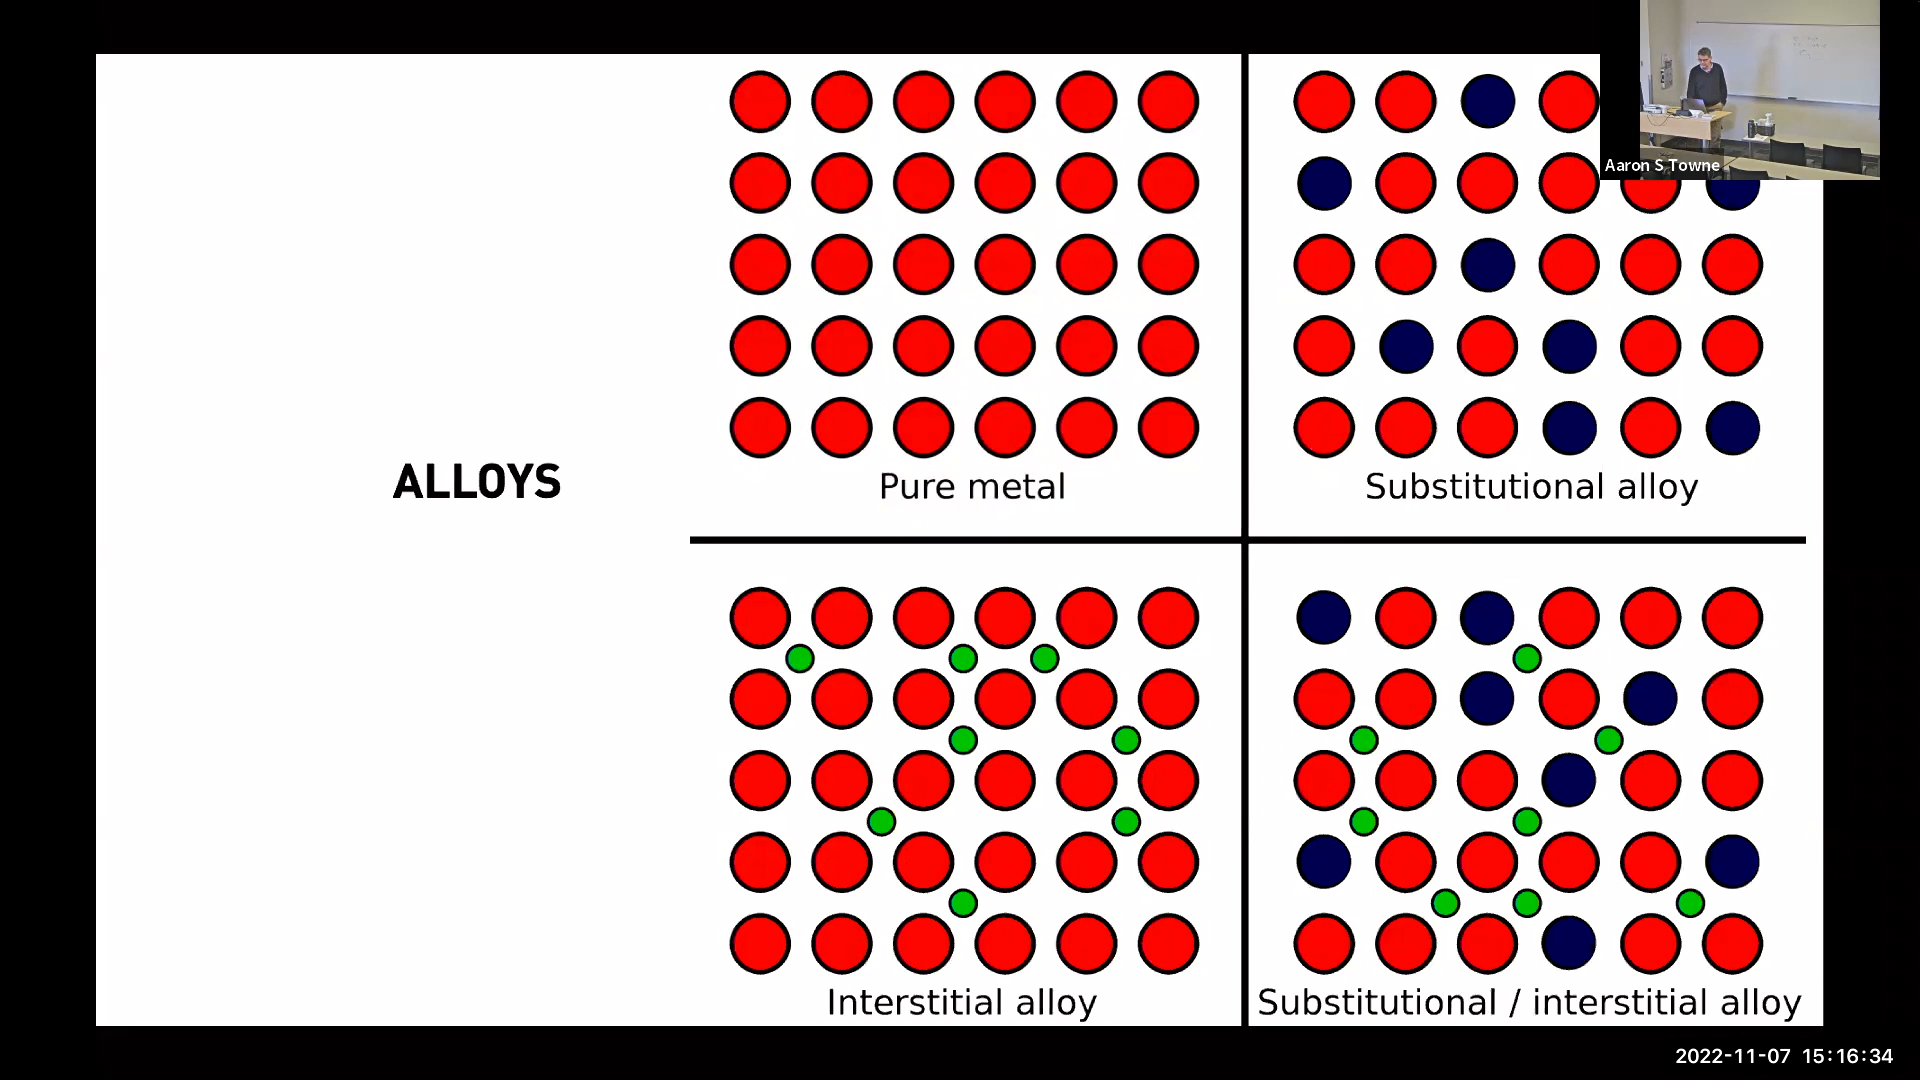 Aaron S Towne
ALLOYS
Pure metal
Substitutional alloy
Interstitial alloy
Substitutional / interstitial alloy
2022-11-07 15:16:34